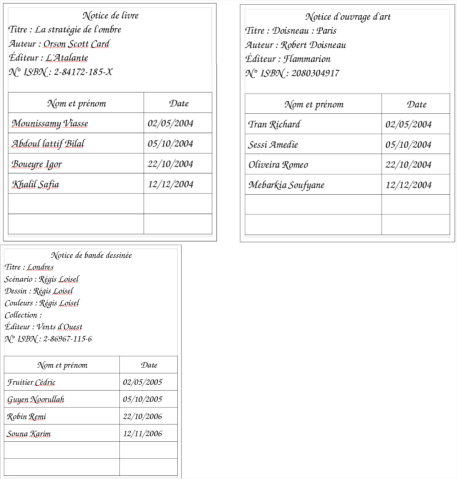 Notice de livre
Titre : La stratégie de l'ombre
Auteur : Orson Scott Card
Éditeur : L'Atalante
N° ISBN : 2-84172-185-X
Nom et prénom Date
Mounissamy Viasse 02/05/2004
Abdoul lattif Bilal 05/10/2004
Boueyre Igor 22/10/2004
Khalil Safia 12/12/2004
Notice d'ouvrage d'art
Titre : Doisneau : Paris
Auteur : Robert Doisneau
Éditeur : Flammarion
N° ISBN : 2080304917
Nom et prénom Date
Tran Richard 02/05/2004
Sessi Amedie 05/10/2004
Oliveira Romeo 22/10/2004
Mebarkia Soufyane 12/12/2004
Notice de bande dessinée
Titre : Londres
Scénario : Régis Loisel
Dessin : Régis Loisel
Couleurs : Régis Loisel
Collection :
Éditeur : Vents d'Ouest
N° ISBN : 2-86967-115-6
Nom et prénom Date
Fruitier Cédric 02/05/2005
Guyen Noorullah 05/10/2005
Robin Remi 22/10/2006
Souna Karim 12/11/2006